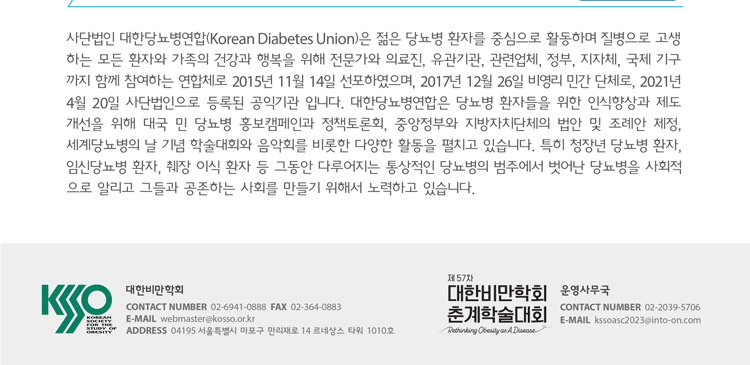 사단법인 대한당뇨병연합(Korean Diabetes Union)은 젊은 당뇨병 환자를 중심으로 활동하며 질병으로 고생
하는 모든 환자와 가족의 건강과 행복을 위해 전문가와 의료진, 유관기관, 관련업체, 정부, 지자체, 국제 기구
까지 함께 참여하는 연합체로 2015년 11월 14일 선포하였으며, 2017년 12월 26일 비영리 민간 단체로, 2021년
4월 20일 사단법인으로 등록된 공익기관 입니다. 대한당뇨병연합은 당뇨병 환자들을 위한 인식향상과 제도
개선을 위해 대국 민 당뇨병 홍보캠페인과 정책토론회, 중앙정부와 지방자치단체의 법안 및 조례안 제정,
세계당뇨병의 날 기념 학술대회와 음악회를 비롯한 다양한 활동을 펼치고 있습니다. 특히 청장년 당뇨병 환자,
임신당뇨병 환자, 췌장 이식 환자 등 그동안 다루어지는 통상적인 당뇨병의 범주에서 벗어난 당뇨병을 사회적
으로 알리고 그들과 공존하는 사회를 만들기 위해서 노력하고 있습니다.
KSSO
KOREAN
SOCIETY
FOR THE
STUDY OF
OBESITY
대한비만학회
CONTACT NUMBER 02-6941-0888 FAX 02-364-0883
E-MAIL webmaster@kosso.or.kr
ADDRESS 04195 서울특별시 마포구 만리재로 14 르네상스 타워 1010호
제 57차
대한비만학회
춘계학술대회
Rethinking Obesity as A Disease
운영사무국
CONTACT NUMBER 02-2039-5706
E-MAIL kssoasc2023@into-on.com